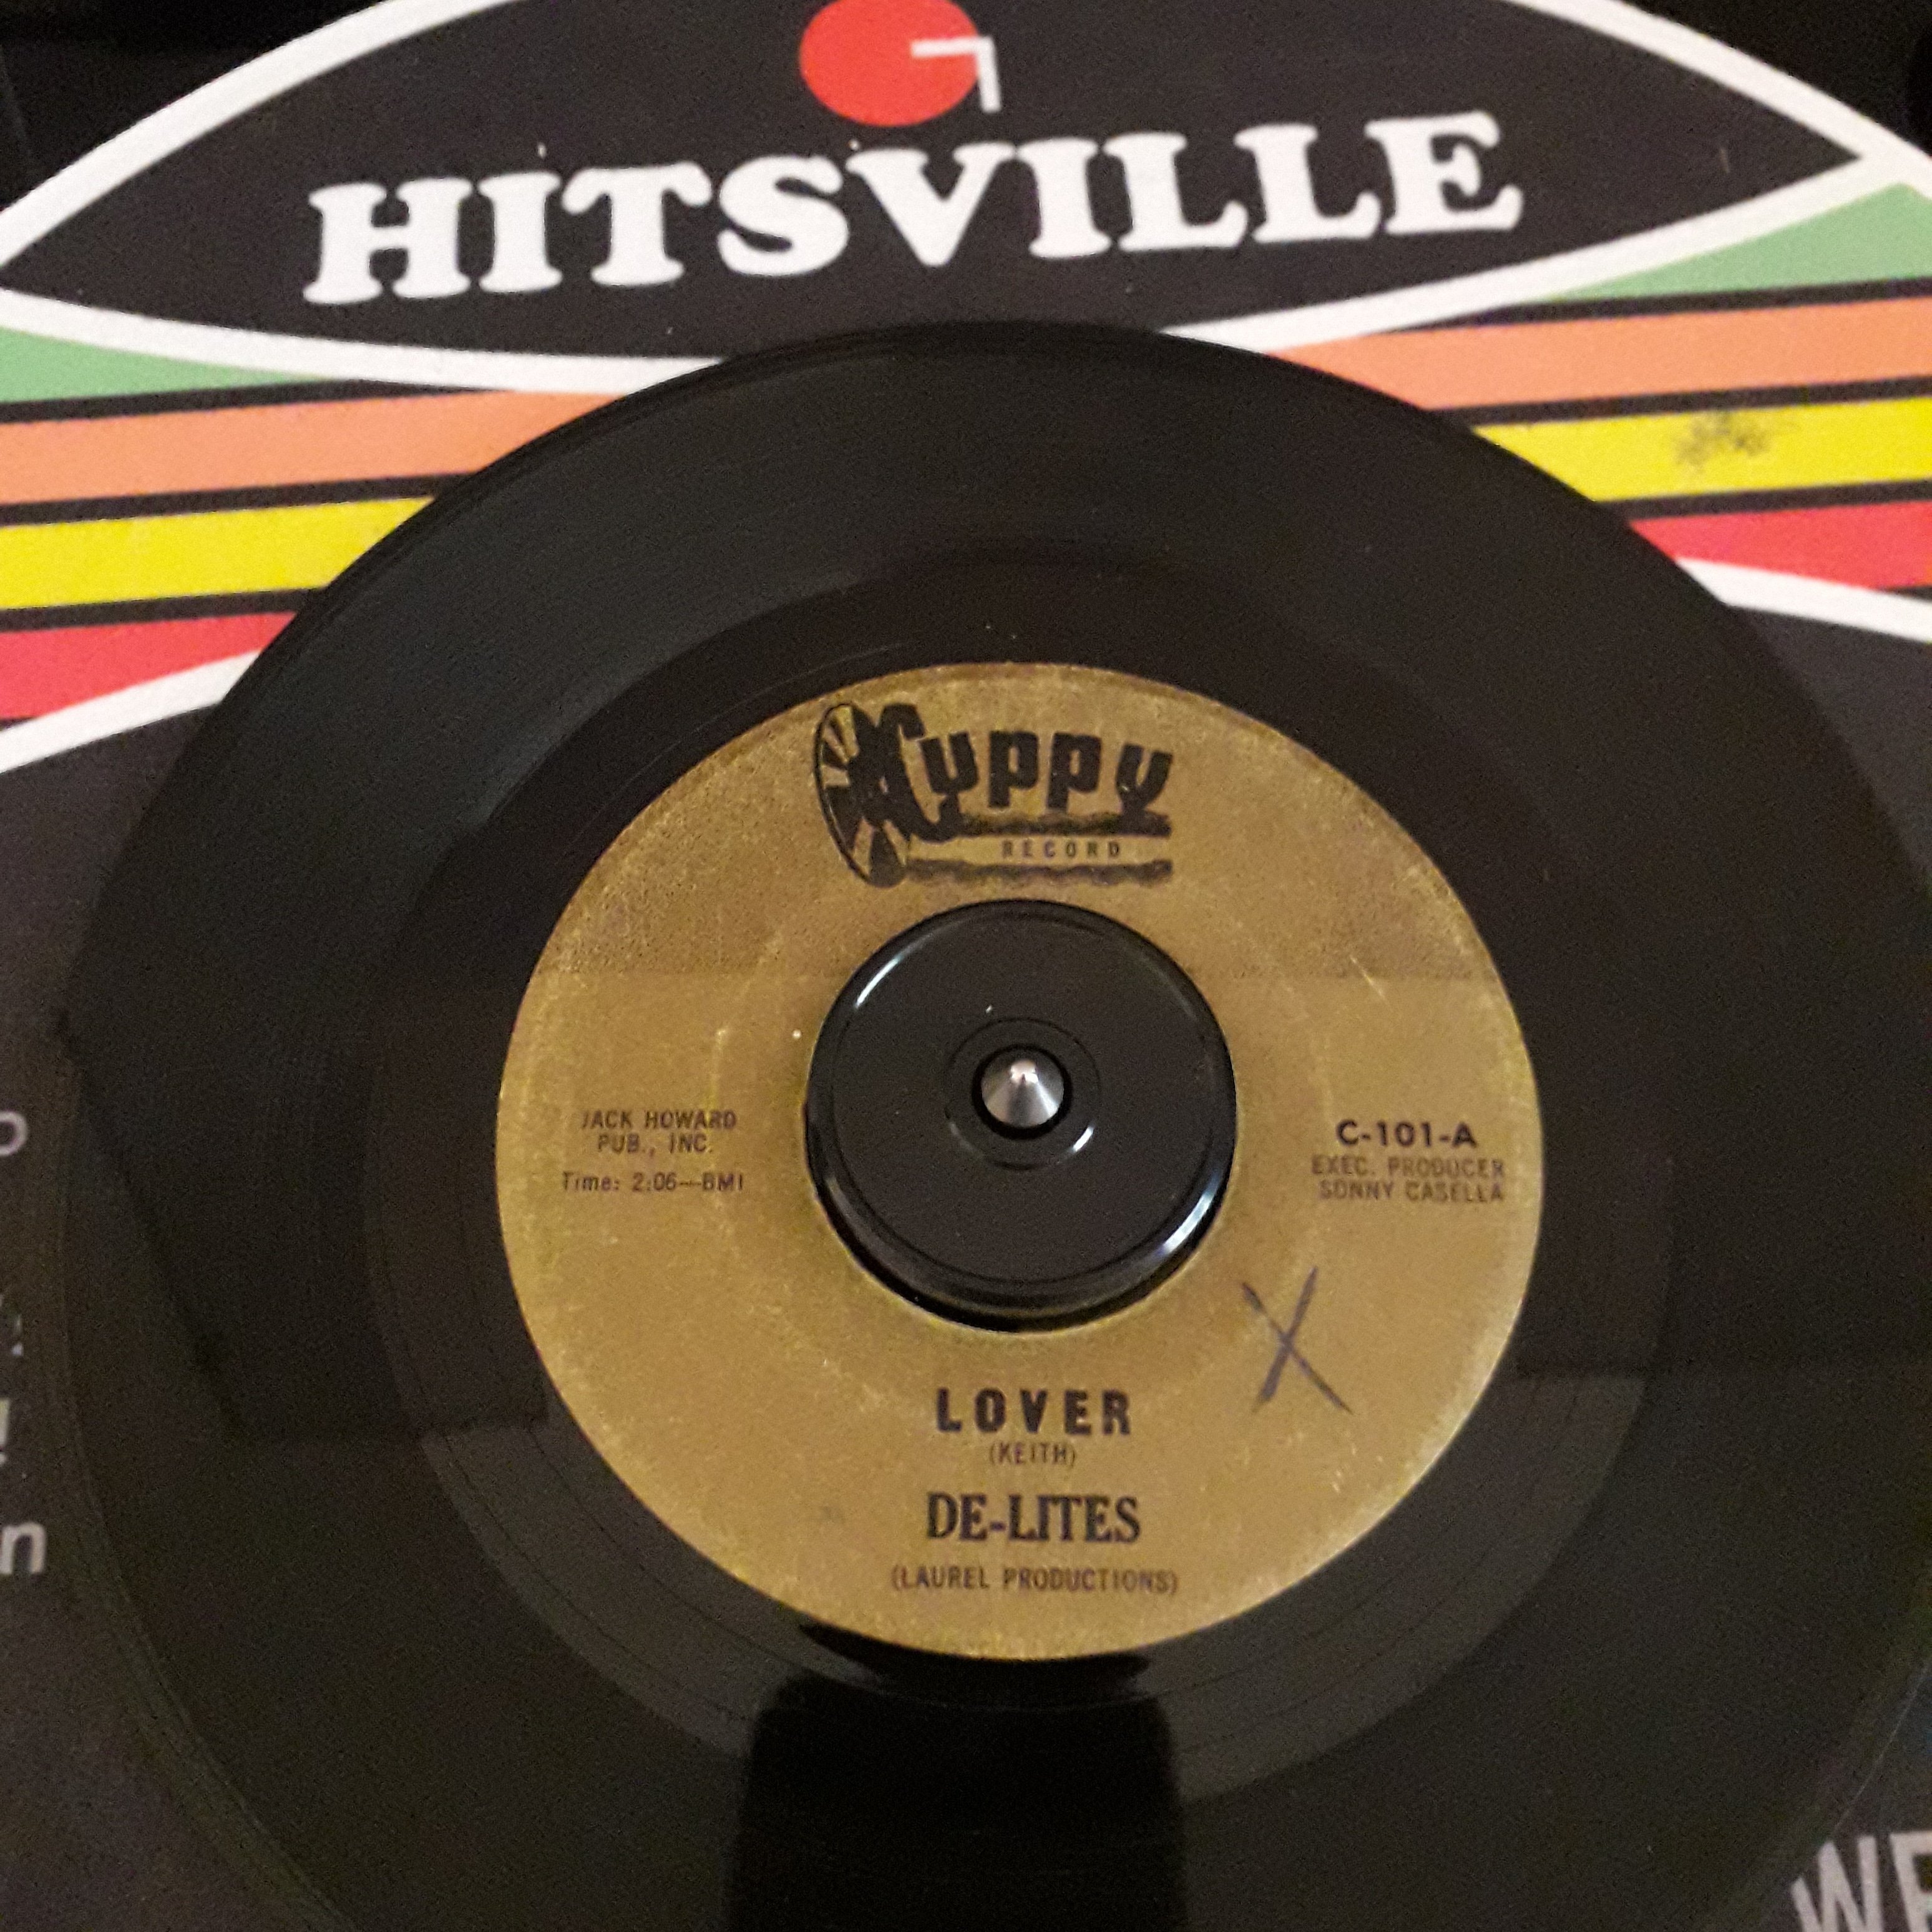 HITSVILLE
Cuppy
RECORD
JACK HOWARD
PUB., INC.
Time: 2:06—BMI
C-101-A
EXEC. PRODUCER
SONNY CASELLA
X
LOVER
(KEITH)
DE-LITES
(LAUREL PRODUCTIONS)
WE